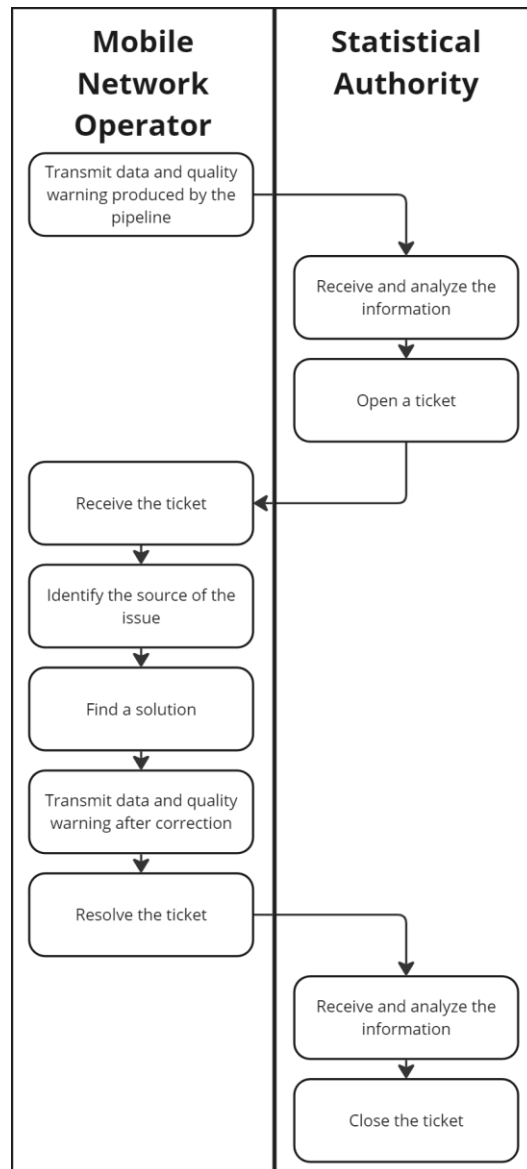 Mobile
Network
Operator
Statistical
Authority
Transmit data and quality
warning produced by the
pipeline
Receive and analyze the
information
Open a ticket
Receive the ticket
Identify the source of the
issue
Find a solution
Transmit data and quality
warning after correction
Resolve the ticket
Receive and analyze the
information
Close the ticket